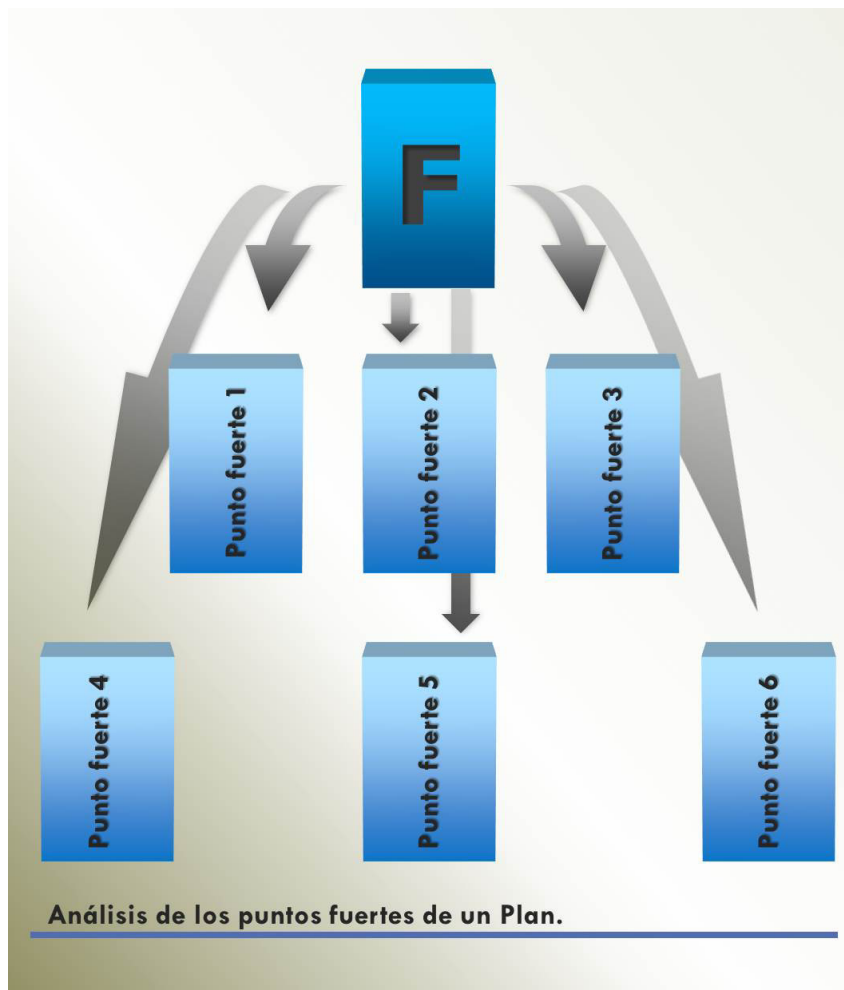 F
Punto fuerte 1
Punto fuerte 2
Punto fuerte 3
Punto fuerte 4
Punto fuerte 5
Punto fuerte 6
Análisis de los puntos fuertes de un Plan.